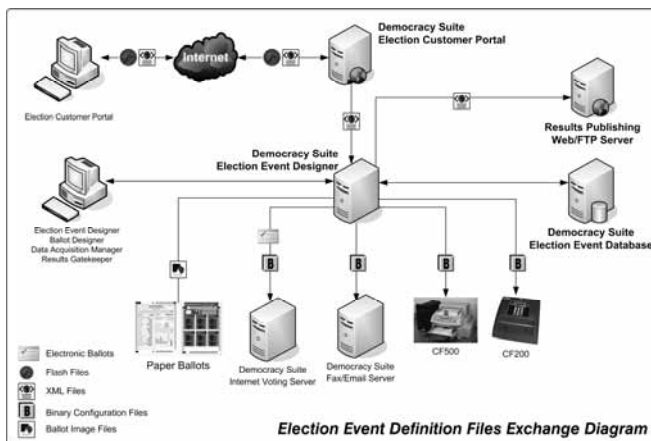 Democracy Suite
Election Customer Portal
Internet
Election Customer Portal
Results Publishing
Web/FTP Server
Democracy Suite
Election Event Designer
Election Event Designer
Ballot Designer
Data Acquisition Manager
Results Gatekeeper
Democracy Suite
Election Event Database
B
B
B
B
Paper Ballots
Democracy Suite
Internet Voting Server
Democracy Suite
Fax/Email Server
CF500
CF200
Electronic Ballots
Flash Files
XML Files
B
Binary Configuration Files
Ballot Image Files
Election Event Definition Files Exchange Diagram